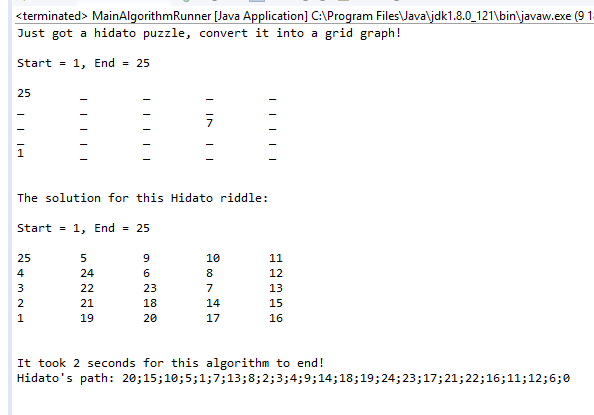 <terminated> MainAlgorithmRunner [Java Application] C:\Program Files\Java\jdk1.8.0_121\bin\javaw.exe (9 1
Just got a hidato puzzle, convert it into a grid graph!
Start = 1, End = 25
25 _ _ _ _
_ _ _ _ _
_ _ _ 7 _
_ _ _ _ _
1 _ _ _ _
The solution for this Hidato riddle:
Start = 1, End = 25
25 5 9 10 11
4 24 6 8 12
3 22 23 7 13
2 21 18 14 15
1 19 20 17 16
It took 2 seconds for this algorithm to end!
Hidato's path: 20;15;10;5;1;7;13;8;2;3;4;9;14;18;19;24;23;17;21;22;16;11;12;6;0